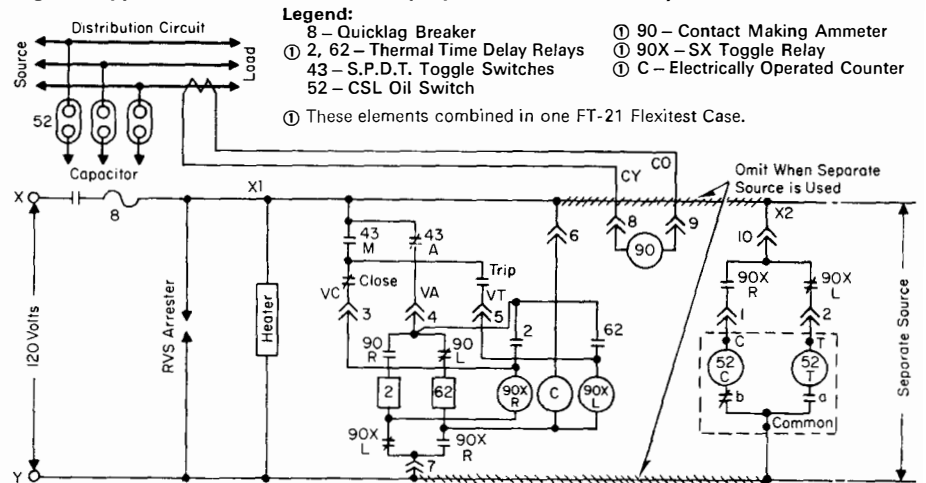 Legend:
8 – Quicklag Breaker
① 2, 62 – Thermal Time Delay Relays
43 – S.P.D.T. Toggle Switches
52 – CSL Oil Switch
① 90 – Contact Making Ammeter
① 90X – SX Toggle Relay
① C – Electrically Operated Counter
① These elements combined in one FT-21 Flexitest Case.
Distribution Circuit
Source
Load
52
Capacitor
CY
CO
Omit When Separate
Source is Used
X
8
X1
X2
6
8
90
9
10
43
M
43
A
Trip
Close
VC
VA
VT
3
4
5
2
62
90X
R
90X
L
1
2
120 Volts
RVS Arrester
Heater
90
R
90
L
2
62
90X
R
C
90X
L
C
T
52
C
52
T
b
a
Common
Separate Source
90X
L
90X
R
7
Y